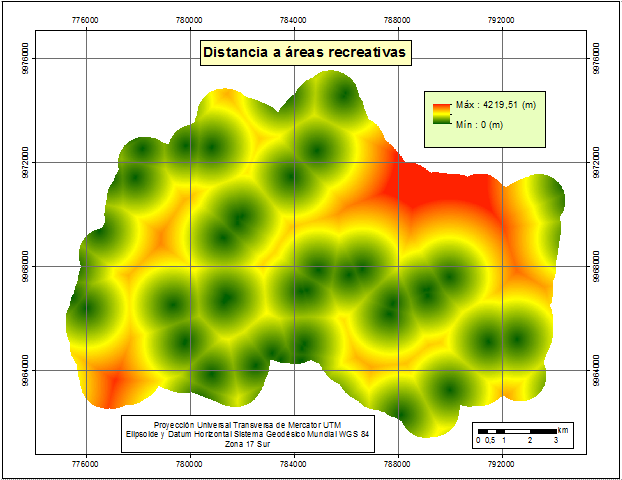 776000 780000 784000 788000 792000
Distancia a áreas recreativas
Máx : 4219,51 (m)
Mín : 0 (m)
9976000 9976000
9972000 9972000
9968000 9968000
9964000 9964000
Proyección Universal Transversa de Mercator UTM
Elipsoide y Datum Horizontal Sistema Geodésico Mundial WGS 84
Zona 17 Sur
km
0 0,5 1 2 3
776000 780000 784000 788000 792000